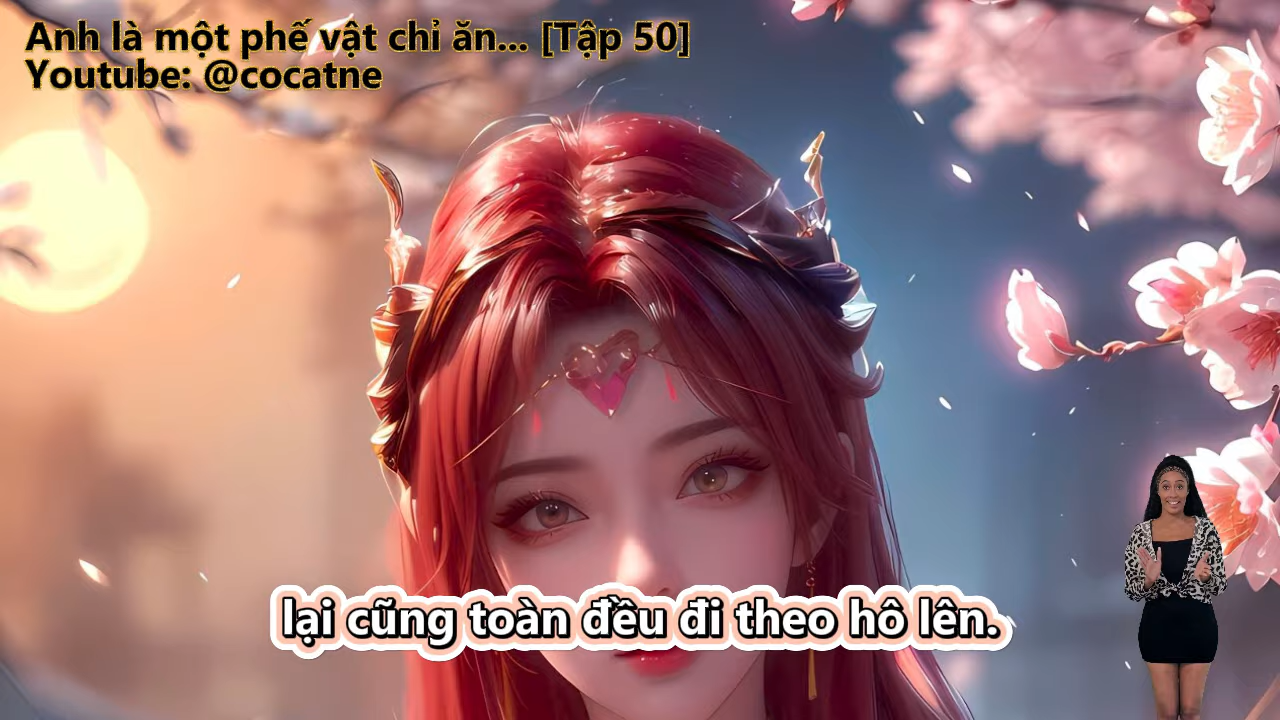 Anh là một phế vật chỉ ăn... [Tập 50]
Youtube: @cocatne
lại cũng toàn đều đi theo hô lên.